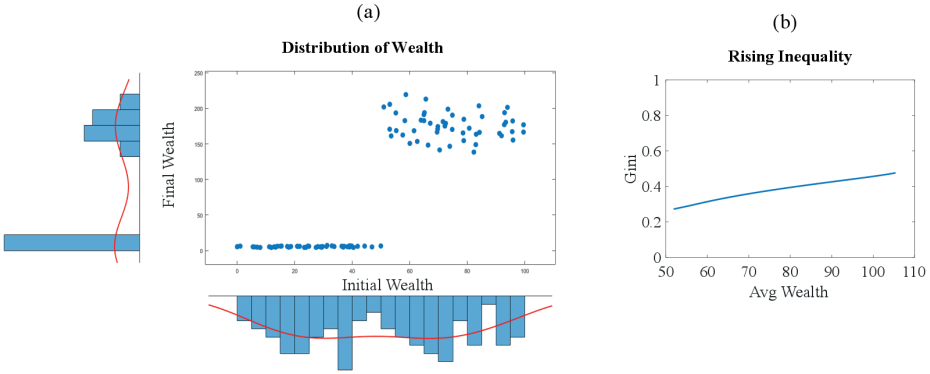 (a)
Distribution of Wealth
250
200
150
100
50
0
Final Wealth
0 20 40 60 80 100
Initial Wealth
(b)
Rising Inequality
1
0.8
0.6
0.4
0.2
0
Gini
50 60 70 80 90 100 110
Avg Wealth